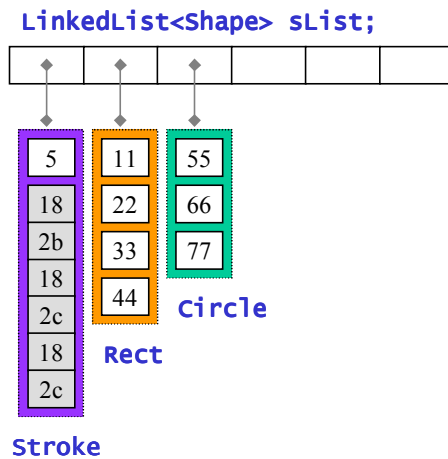 LinkedList<Shape> sList;
5 11 55
18 22 66
2b 33 77
18 44
2c
18
2c
Circle
Rect
Stroke